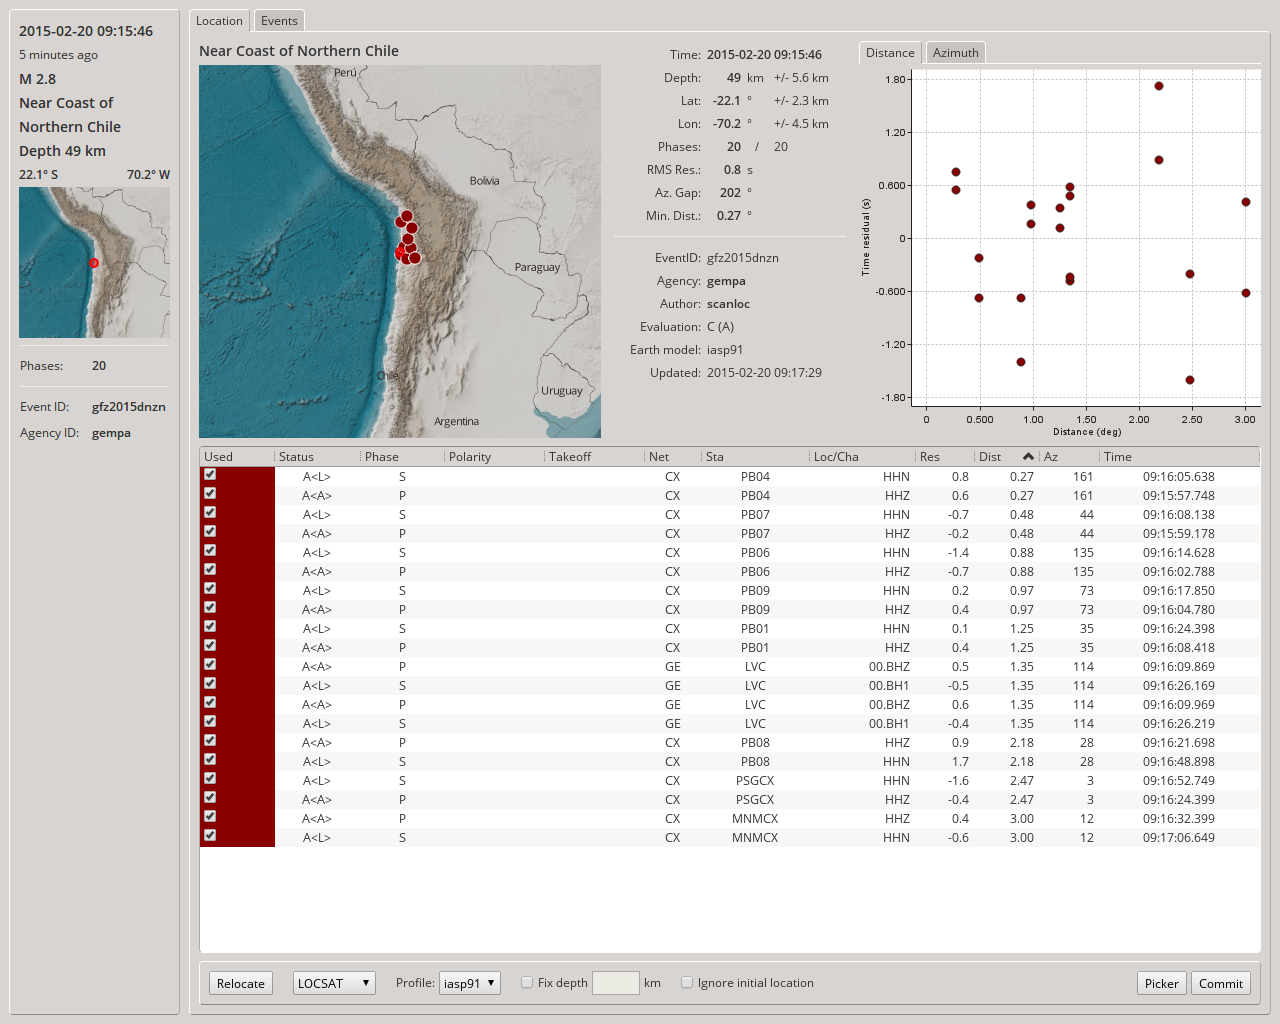 2015-02-20 09:15:46
5 minutes ago
M 2.8
Near Coast of
Northern Chile
Depth 49 km
22.1° S 70.2° W
Phases: 20
Event ID: gfz2015dnzn
Agency ID: gempa
Location Events
Near Coast of Northern Chile
Perú
Bolivia
Paraguay
Chile
Uruguay
Argentina
Time: 2015-02-20 09:15:46
Depth: 49 km +/- 5.6 km
Lat: -22.1 ° +/- 2.3 km
Lon: -70.2 ° +/- 4.5 km
Phases: 20 / 20
RMS Res.: 0.8 s
Az. Gap: 202 °
Min. Dist.: 0.27 °
EventID: gfz2015dnzn
Agency: gempa
Author: scanloc
Evaluation: C (A)
Earth model: iasp91
Updated: 2015-02-20 09:17:29
Distance Azimuth
Time residual (s)
1.80
1.20
0.600
0
-0.600
-1.20
-1.80
0 0.500 1.00 1.50 2.00 2.50 3.00
Distance (deg)
Used Status Phase Polarity Takeoff Net Sta Loc/Cha Res Dist Az Time
A<L> S CX PB04 HHN 0.8 0.27 161 09:16:05.638
A<A> P CX PB04 HHZ 0.6 0.27 161 09:15:57.748
A<L> S CX PB07 HHN -0.7 0.48 44 09:16:08.138
A<A> P CX PB07 HHZ -0.2 0.48 44 09:15:59.178
A<L> S CX PB06 HHN -1.4 0.88 135 09:16:14.628
A<A> P CX PB06 HHZ -0.7 0.88 135 09:16:02.788
A<L> S CX PB09 HHN 0.2 0.97 73 09:16:17.850
A<A> P CX PB09 HHZ 0.4 0.97 73 09:16:04.780
A<L> S CX PB01 HHN 0.1 1.25 35 09:16:24.398
A<A> P CX PB01 HHZ 0.4 1.25 35 09:16:08.418
A<A> P GE LVC 00.BHZ 0.5 1.35 114 09:16:09.869
A<L> S GE LVC 00.BH1 -0.5 1.35 114 09:16:26.169
A<A> P GE LVC 00.BHZ 0.6 1.35 114 09:16:09.969
A<L> S GE LVC 00.BH1 -0.4 1.35 114 09:16:26.219
A<A> P CX PB08 HHZ 0.9 2.18 28 09:16:21.698
A<L> S CX PB08 HHN 1.7 2.18 28 09:16:48.898
A<L> S CX PSGCX HHN -1.6 2.47 3 09:16:52.749
A<A> P CX PSGCX HHZ -0.4 2.47 3 09:16:24.399
A<A> P CX MNMCX HHZ 0.4 3.00 12 09:16:32.399
A<L> S CX MNMCX HHN -0.6 3.00 12 09:17:06.649
Relocate LOCSAT Profile: iasp91 Fix depth km Ignore initial location Picker Commit